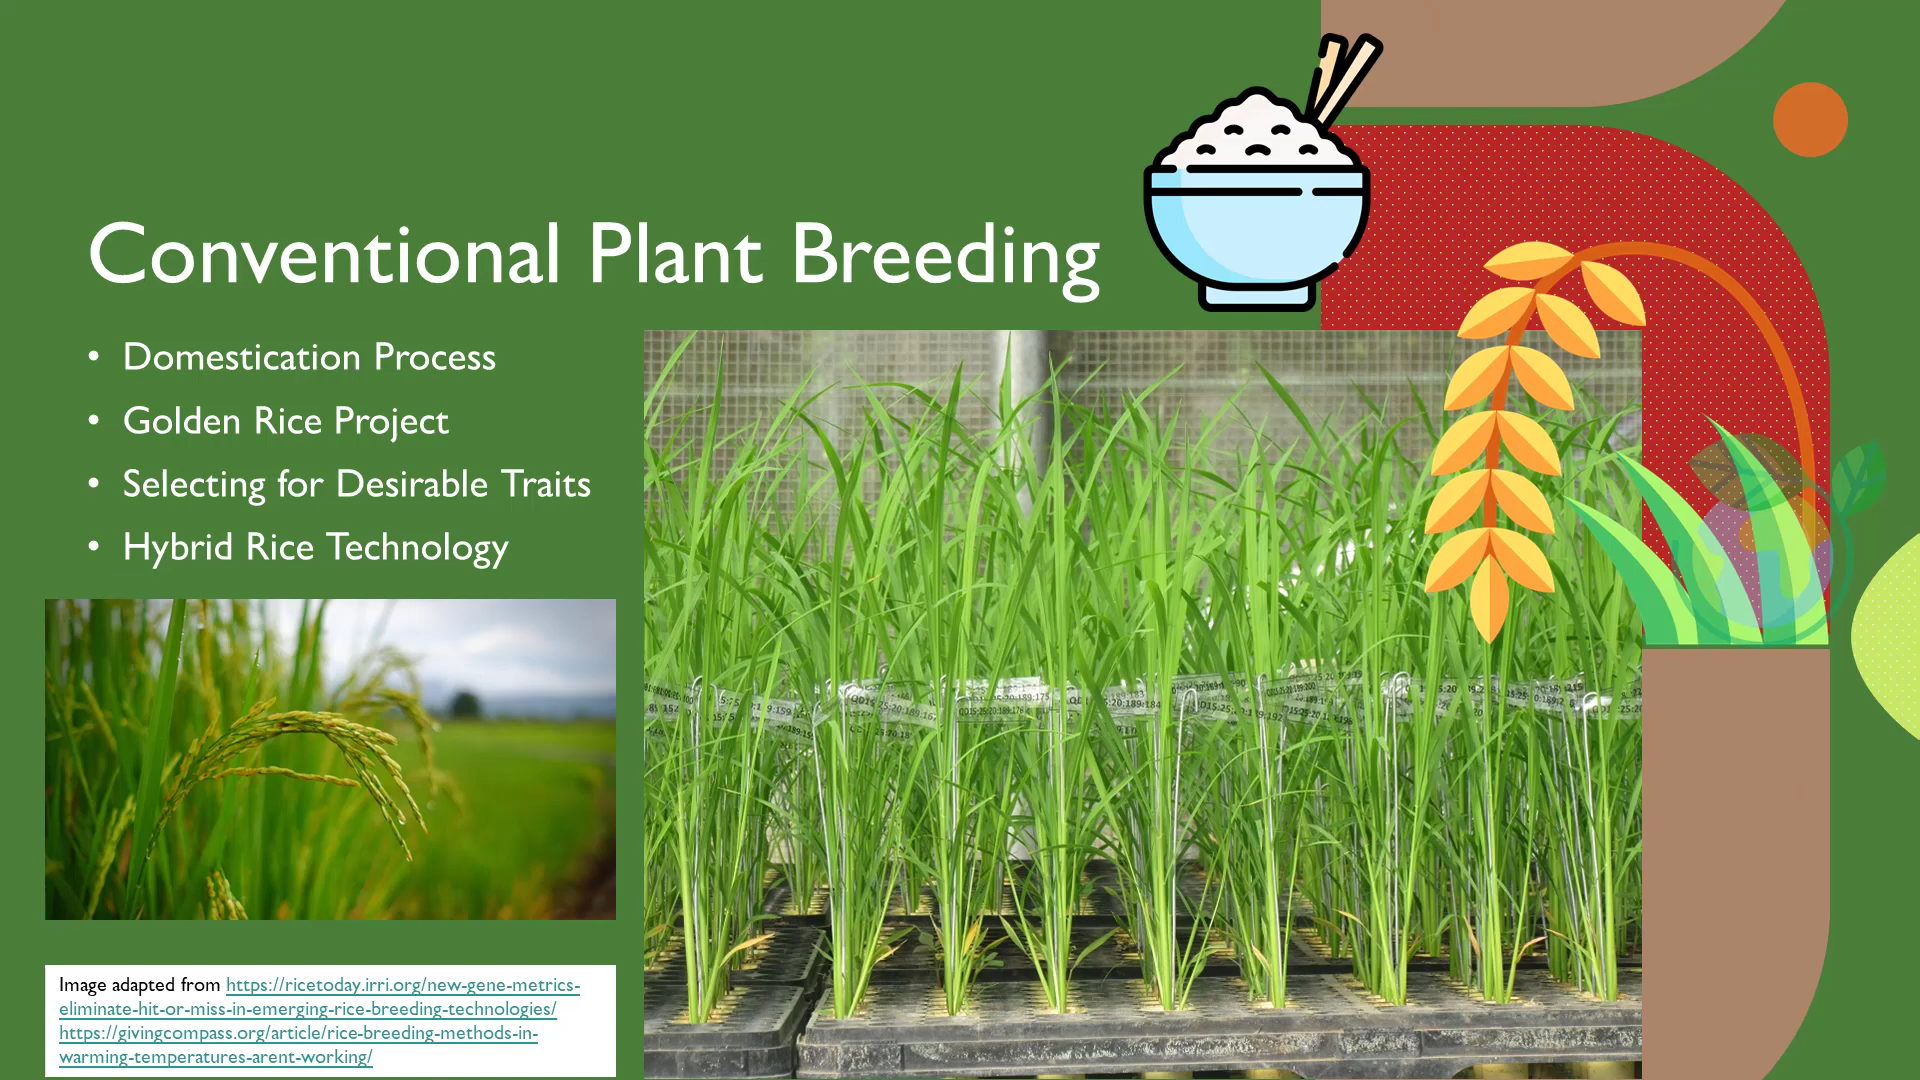 Conventional Plant Breeding
• Domestication Process
• Golden Rice Project
• Selecting for Desirable Traits
• Hybrid Rice Technology
Image adapted from https://ricetoday.irri.org/new-gene-metrics-
eliminate-hit-or-miss-in-emerging-rice-breeding-technologies/
https://givingcompass.org/article/rice-breeding-methods-in-
warming-temperatures-arent-working/